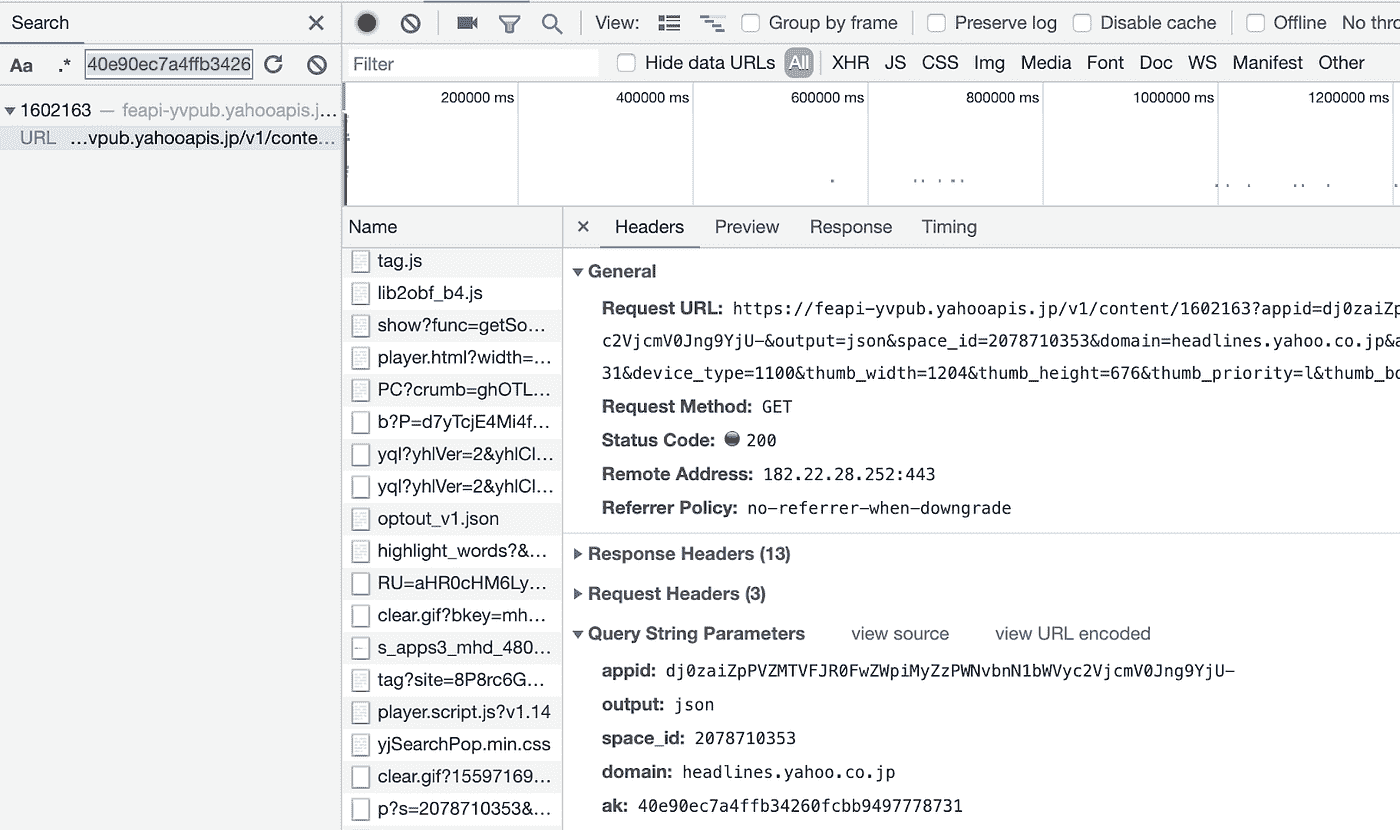 Search
Aa .* 40e90ec7a4ffb3426
1602163 — feapi-yvpub.yahooapis.j…
URL …vpub.yahooapis.jp/v1/conte…
View: Group by frame Preserve log Disable cache Offline No thro
Filter Hide data URLs All XHR JS CSS Img Media Font Doc WS Manifest Other
200000 ms 400000 ms 600000 ms 800000 ms 1000000 ms 1200000 ms
Name
tag.js
lib2obf_b4.js
show?func=getSo…
player.html?width=…
PC?crumb=ghOTL…
b?P=d7yTcjE4Mi4f…
yql?yhlVer=2&yhlCl…
yql?yhlVer=2&yhlCl…
optout_v1.json
highlight_words?&…
RU=aHR0cHM6Ly…
clear.gif?bkey=mh…
s_apps3_mhd_480…
tag?site=8P8rc6G…
player.script.js?v1.14
yjSearchPop.min.css
clear.gif?15597169…
p?s=2078710353&…
Headers Preview Response Timing
General
Request URL: https://feapi-yvpub.yahooapis.jp/v1/content/1602163?appid=dj0zaiZp
c2VjcmV0Jng9YjU-&output=json&space_id=2078710353&domain=headlines.yahoo.co.jp&a
31&device_type=1100&thumb_width=1204&thumb_height=676&thumb_priority=l&thumb_bo
Request Method: GET
Status Code: 200
Remote Address: 182.22.28.252:443
Referrer Policy: no-referrer-when-downgrade
Response Headers (13)
Request Headers (3)
Query String Parameters view source view URL encoded
appid: dj0zaiZpPVZMTVFJR0FwZWpiMyZzPWNvbnN1bWVyc2VjcmV0Jng9YjU-
output: json
space_id: 2078710353
domain: headlines.yahoo.co.jp
ak: 40e90ec7a4ffb34260fcbb9497778731